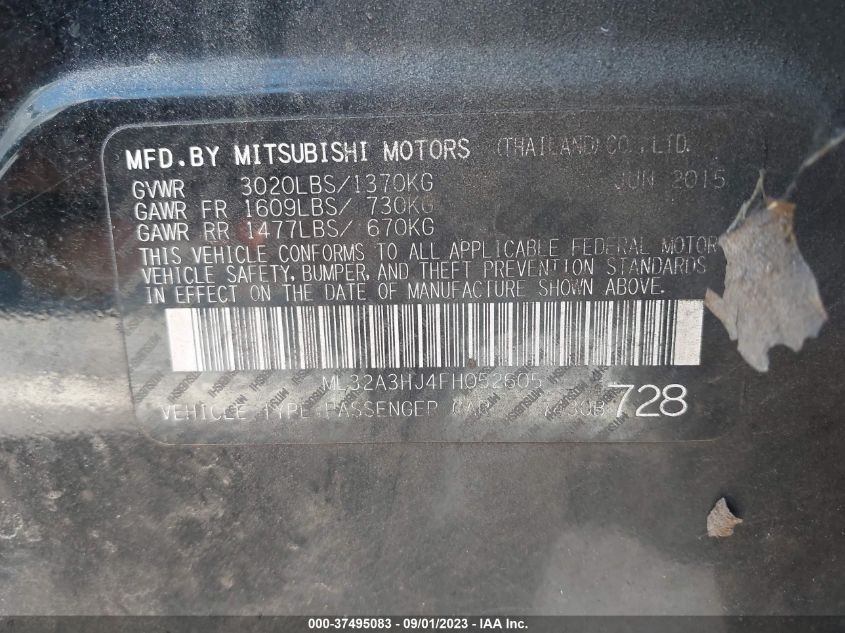 MFD.BY MITSUBISHI MOTORS (THAILAND) CO., LTD.
GVWR 3020LBS/1370KG JUN 2015
GAWR FR 1609LBS/ 730KG
GAWR RR 1477LBS/ 670KG
THIS VEHICLE CONFORMS TO ALL APPLICABLE FEDERAL MOTOR
VEHICLE SAFETY, BUMPER, AND THEFT PREVENTION STANDARDS
IN EFFECT ON THE DATE OF MANUFACTURE SHOWN ABOVE.
ML32A3HJ4FH052605
VEHICLE TYPE PASSENGER CAR 728
000-37495083 - 09/01/2023 - IAA Inc.